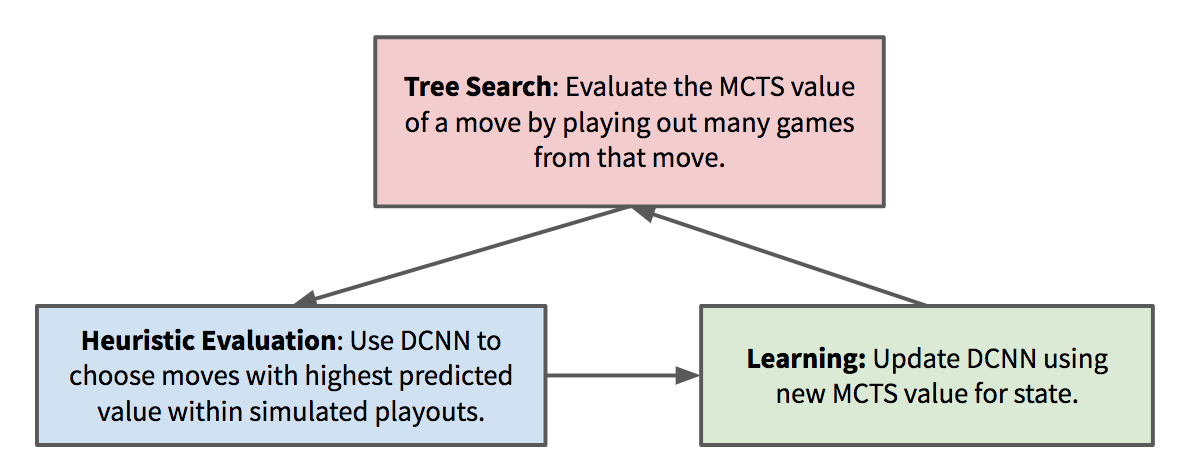 Tree Search: Evaluate the MCTS value
of a move by playing out many games
from that move.
Heuristic Evaluation: Use DCNN to
choose moves with highest predicted
value within simulated playouts.
Learning: Update DCNN using
new MCTS value for state.